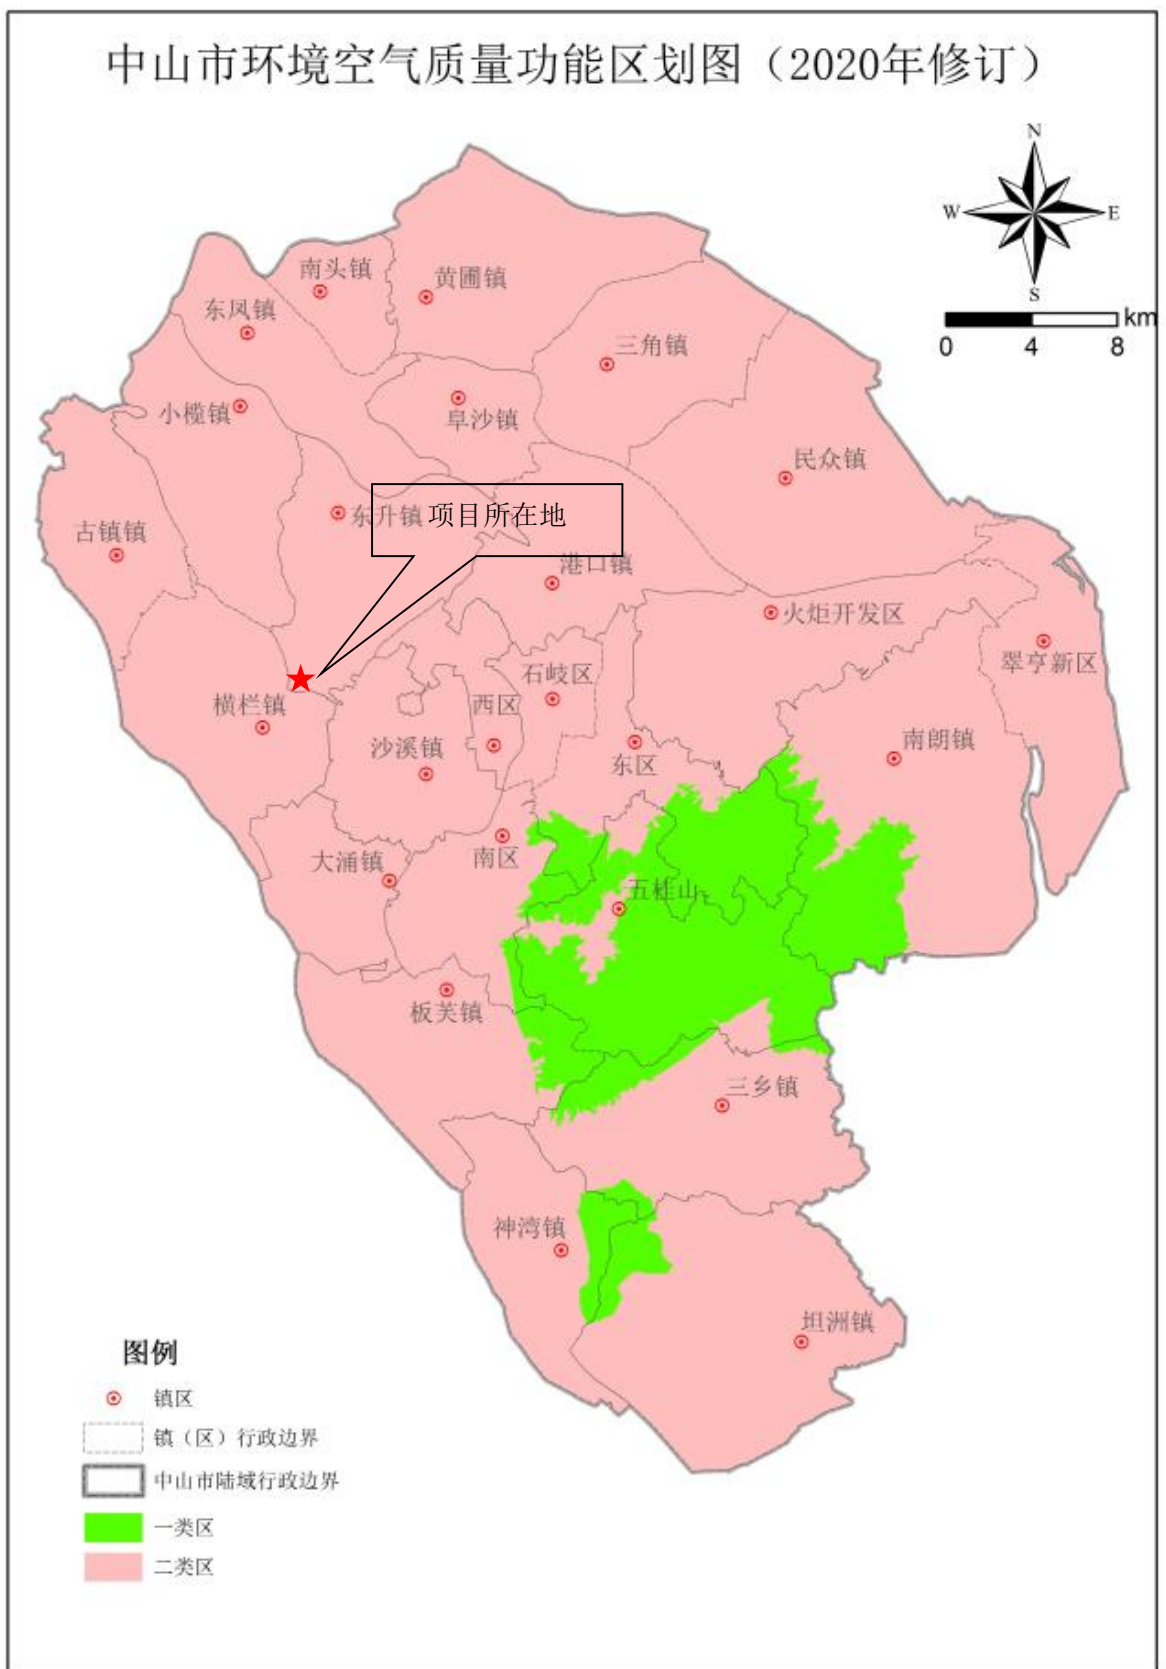 中山市环境空气质量功能区划图（2020年修订）
N
W
E
S
km
0 4 8
南头镇
黄圃镇
东凤镇
三角镇
小榄镇
阜沙镇
民众镇
东升镇
项目所在地
古镇镇
港口镇
火炬开发区
翠亨新区
石岐区
横栏镇
西区
沙溪镇
东区
南朗镇
大涌镇
南区
五桂山
板芙镇
三乡镇
神湾镇
坦洲镇
图例
镇区
镇（区）行政边界
中山市陆域行政边界
一类区
二类区